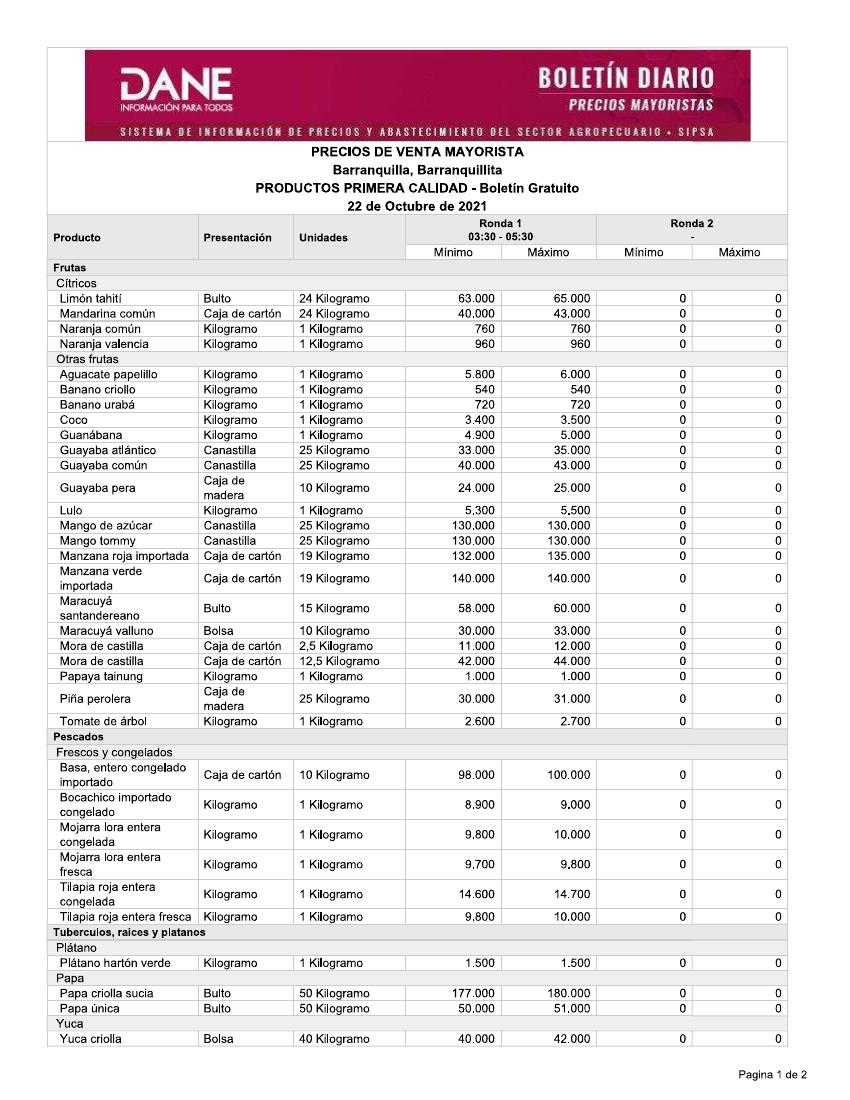 DANE
INFORMACIÓN PARA TODOS
BOLETÍN DIARIO
PRECIOS MAYORISTAS
SISTEMA DE INFORMACIÓN DE PRECIOS Y ABASTECIMIENTO DEL SECTOR AGROPECUARIO • SIPSA
PRECIOS DE VENTA MAYORISTA
Barranquilla, Barranquillita
PRODUCTOS PRIMERA CALIDAD - Boletín Gratuito
22 de Octubre de 2021
Producto Presentación Unidades Ronda 1 Ronda 2
03:30 - 05:30 -
Mínimo Máximo Mínimo Máximo
Frutas
Cítricos
Limón tahití Bulto 24 Kilogramo 63.000 65.000 0 0
Mandarina común Caja de cartón 24 Kilogramo 40.000 43.000 0 0
Naranja común Kilogramo 1 Kilogramo 760 760 0 0
Naranja valencia Kilogramo 1 Kilogramo 960 960 0 0
Otras frutas
Aguacate papelillo Kilogramo 1 Kilogramo 5.800 6.000 0 0
Banano criollo Kilogramo 1 Kilogramo 540 540 0 0
Banano urabá Kilogramo 1 Kilogramo 720 720 0 0
Coco Kilogramo 1 Kilogramo 3.400 3.500 0 0
Guanábana Kilogramo 1 Kilogramo 4.900 5.000 0 0
Guayaba atlántico Canastilla 25 Kilogramo 33.000 35.000 0 0
Guayaba común Canastilla 25 Kilogramo 40.000 43.000 0 0
Guayaba pera Caja de madera 10 Kilogramo 24.000 25.000 0 0
Lulo Kilogramo 1 Kilogramo 5.300 5.500 0 0
Mango de azúcar Canastilla 25 Kilogramo 130.000 130.000 0 0
Mango tommy Canastilla 25 Kilogramo 130.000 130.000 0 0
Manzana roja importada Caja de cartón 19 Kilogramo 132.000 135.000 0 0
Manzana verde importada Caja de cartón 19 Kilogramo 140.000 140.000 0 0
Maracuyá santandereano Bulto 15 Kilogramo 58.000 60.000 0 0
Maracuyá valluno Bolsa 10 Kilogramo 30.000 33.000 0 0
Mora de castilla Caja de cartón 2,5 Kilogramo 11.000 12.000 0 0
Mora de castilla Caja de cartón 12,5 Kilogramo 42.000 44.000 0 0
Papaya tainung Kilogramo 1 Kilogramo 1.000 1.000 0 0
Piña perolera Caja de madera 25 Kilogramo 30.000 31.000 0 0
Tomate de árbol Kilogramo 1 Kilogramo 2.600 2.700 0 0
Pescados
Frescos y congelados
Basa, entero congelado importado Caja de cartón 10 Kilogramo 98.000 100.000 0 0
Bocachico importado congelado Kilogramo 1 Kilogramo 8.900 9.000 0 0
Mojarra lora entera congelada Kilogramo 1 Kilogramo 9.800 10.000 0 0
Mojarra lora entera fresca Kilogramo 1 Kilogramo 9.700 9.800 0 0
Tilapia roja entera congelada Kilogramo 1 Kilogramo 14.600 14.700 0 0
Tilapia roja entera fresca Kilogramo 1 Kilogramo 9.800 10.000 0 0
Tuberculos, raices y platanos
Plátano
Plátano hartón verde Kilogramo 1 Kilogramo 1.500 1.500 0 0
Papa
Papa criolla sucia Bulto 50 Kilogramo 177.000 180.000 0 0
Papa única Bulto 50 Kilogramo 50.000 51.000 0 0
Yuca
Yuca criolla Bolsa 40 Kilogramo 40.000 42.000 0 0
Pagina 1 de 2